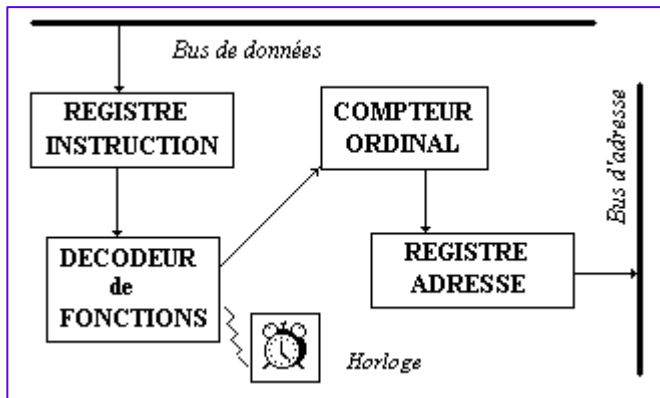 Bus de données
REGISTRE
INSTRUCTION
COMPTEUR
ORDINAL
Bus d'adresse
DECODEUR
de
FONCTIONS
REGISTRE
ADRESSE
Horloge